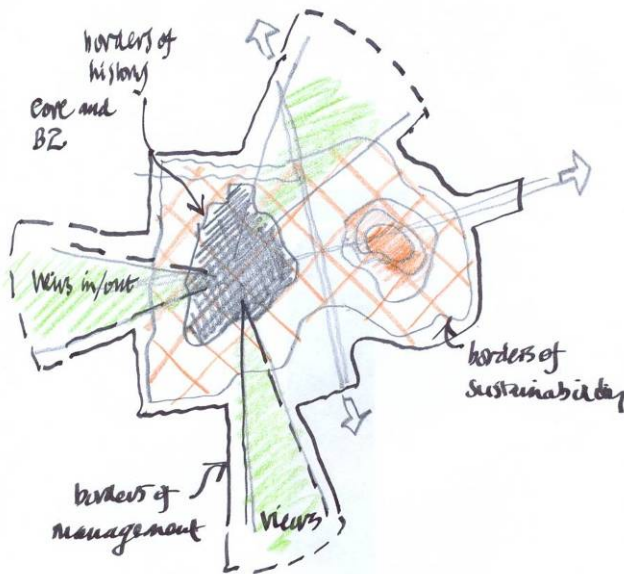 borders of
history
core and
BZ
views in/out
borders of
sustainability
borders of
management
views